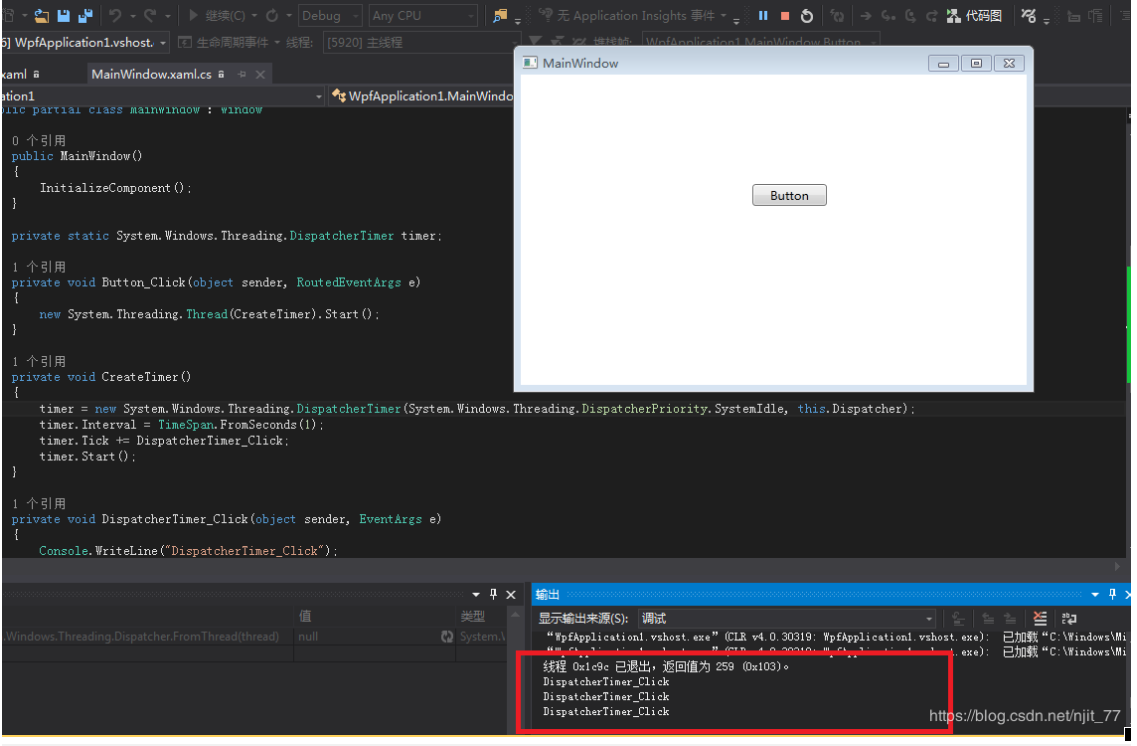 继续(C)
Debug
Any CPU
无 Application Insights 事件
代码图
6] WpfApplication1.vshost.
生命周期事件
线程:
[5920] 主线程
堆栈帧:
WpfApplication1.MainWindow.Button
xaml
MainWindow.xaml.cs
ation1
WpfApplication1.MainWindo
MainWindow
Button
blic partial class MainWindow : Window
0 个引用
public MainWindow()
{
InitializeComponent();
}
private static System.Windows.Threading.DispatcherTimer timer;
1 个引用
private void Button_Click(object sender, RoutedEventArgs e)
{
new System.Threading.Thread(CreateTimer).Start();
}
1 个引用
private void CreateTimer()
{
timer = new System.Windows.Threading.DispatcherTimer(System.Windows.Threading.DispatcherPriority.SystemIdle, this.Dispatcher);
timer.Interval = TimeSpan.FromSeconds(1);
timer.Tick += DispatcherTimer_Click;
timer.Start();
}
1 个引用
private void DispatcherTimer_Click(object sender, EventArgs e)
{
Console.WriteLine("DispatcherTimer_Click");
值
类型
.Windows.Threading.Dispatcher.FromThread(thread)
null
System.\
输出
显示输出来源(S):
调试
“WpfApplication1.vshost.exe”(CLR v4.0.30319: WpfApplication1.vshost.exe): 已加载“C:\Windows\Mi
.exe): 已加载“C:\Windows\Mi
线程 0x1c9c 已退出，返回值为 259 (0x103)。
DispatcherTimer_Click
DispatcherTimer_Click
DispatcherTimer_Click
https://blog.csdn.net/njit_77